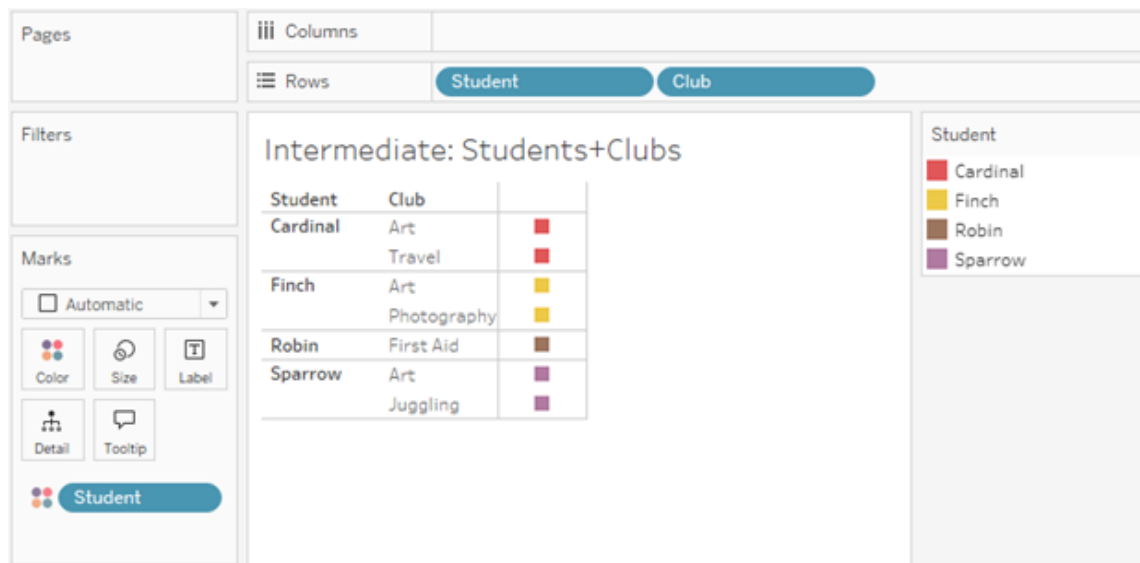 Pages
Columns
Rows Student Club
Filters
Intermediate: Students+Clubs
Student Club
Cardinal Art
Travel
Finch Art
Photography
Robin First Aid
Sparrow Art
Juggling
Marks
Automatic
Color Size Label
Detail Tooltip
Student
Student
Cardinal
Finch
Robin
Sparrow